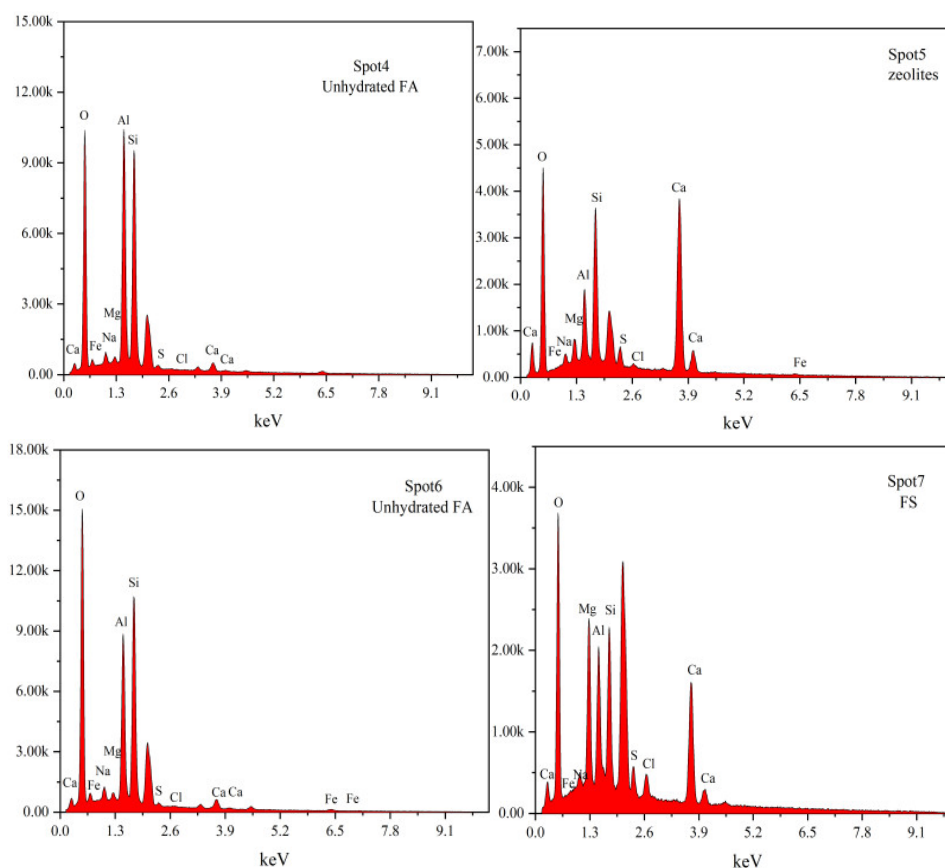 15.00k
12.00k
9.00k
6.00k
3.00k
0.00
Spot4
Unhydrated FA
O
Al
Si
Ca
Fe
Na
Mg
S
Cl
Ca
Ca
0.0
1.3
2.6
3.9
5.2
6.5
7.8
9.1
keV
7.00k
6.00k
5.00k
4.00k
3.00k
2.00k
1.00k
0.00
Spot5
zeolites
O
Ca
Si
Al
Mg
Ca
Fe
Na
S
Cl
Ca
Fe
0.0
1.3
2.6
3.9
5.2
6.5
7.8
9.1
keV
18.00k
15.00k
12.00k
9.00k
6.00k
3.00k
0.00
Spot6
Unhydrated FA
O
Si
Al
Mg
Na
Ca
Fe
S
Cl
Ca
Ca
Fe
Fe
0.0
1.3
2.6
3.9
5.2
6.5
7.8
9.1
keV
4.00k
3.00k
2.00k
1.00k
0.00
Spot7
FS
O
Mg
Si
Al
Ca
S
Cl
Na
Ca
Fe
Ca
0.0
1.3
2.6
3.9
5.2
6.5
7.8
9.1
keV